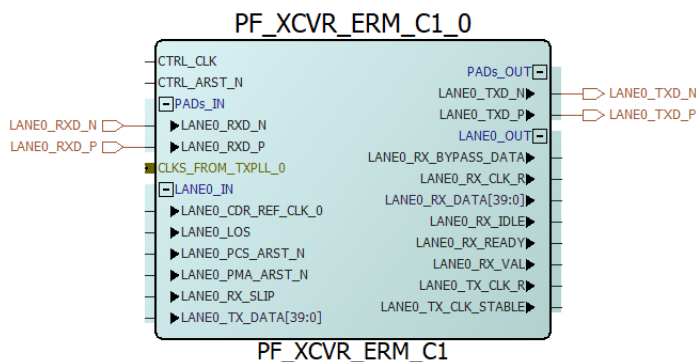 PF_XCVR_ERM_C1_0
CTRL_CLK
CTRL_ARST_N
PADs_IN
LANE0_RXD_N
LANE0_RXD_N
LANE0_RXD_P
LANE0_RXD_P
CLKS_FROM_TXPLL_0
LANE0_IN
LANE0_CDR_REF_CLK_0
LANE0_LOS
LANE0_PCS_ARST_N
LANE0_PMA_ARST_N
LANE0_RX_SLIP
LANE0_TX_DATA[39:0]
PADs_OUT
LANE0_TXD_N
LANE0_TXD_N
LANE0_TXD_P
LANE0_TXD_P
LANE0_OUT
LANE0_RX_BYPASS_DATA
LANE0_RX_CLK_R
LANE0_RX_DATA[39:0]
LANE0_RX_IDLE
LANE0_RX_READY
LANE0_RX_VAL
LANE0_TX_CLK_R
LANE0_TX_CLK_STABLE
PF_XCVR_ERM_C1